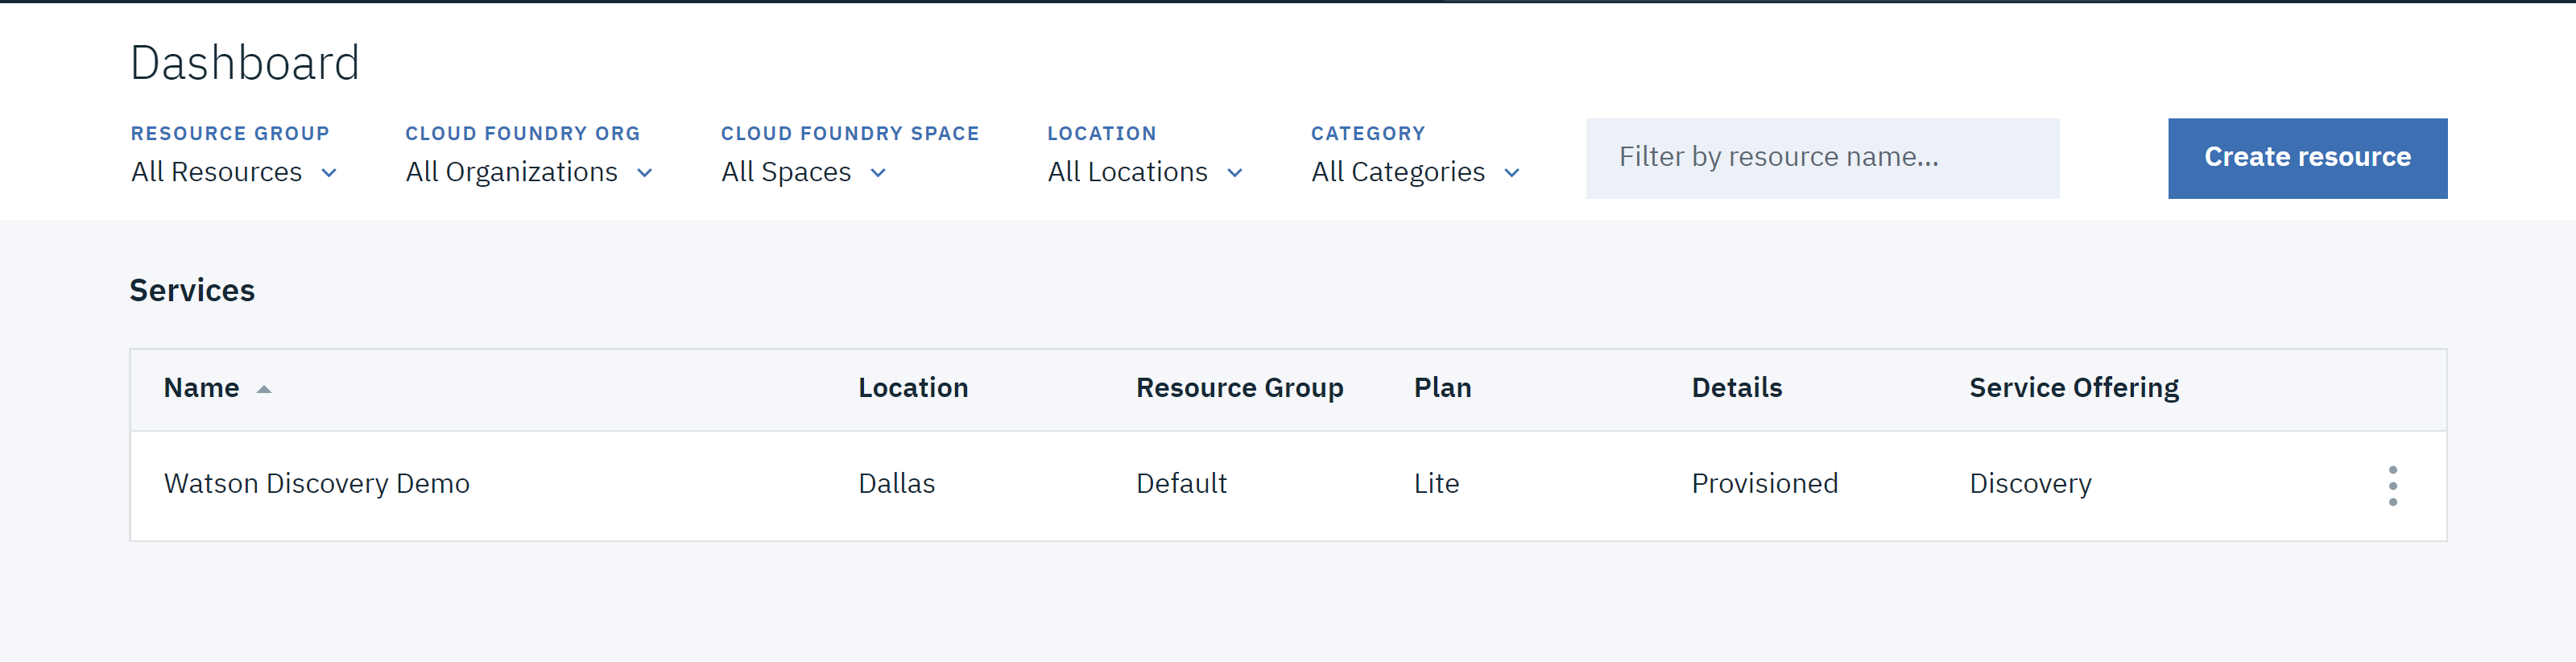 Dashboard
RESOURCE GROUP CLOUD FOUNDRY ORG CLOUD FOUNDRY SPACE LOCATION CATEGORY
All Resources All Organizations All Spaces All Locations All Categories Filter by resource name... Create resource
Services
Name Location Resource Group Plan Details Service Offering
Watson Discovery Demo Dallas Default Lite Provisioned Discovery